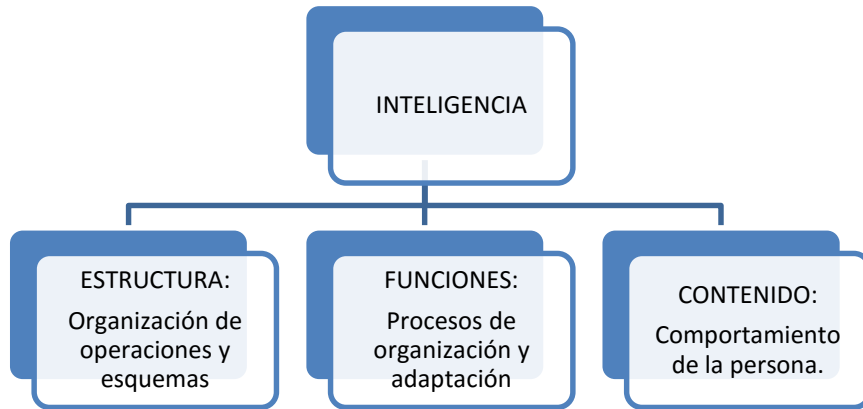 INTELIGENCIA
ESTRUCTURA:
Organización de
operaciones y
esquemas
FUNCIONES:
Procesos de
organización y
adaptación
CONTENIDO:
Comportamiento
de la persona.